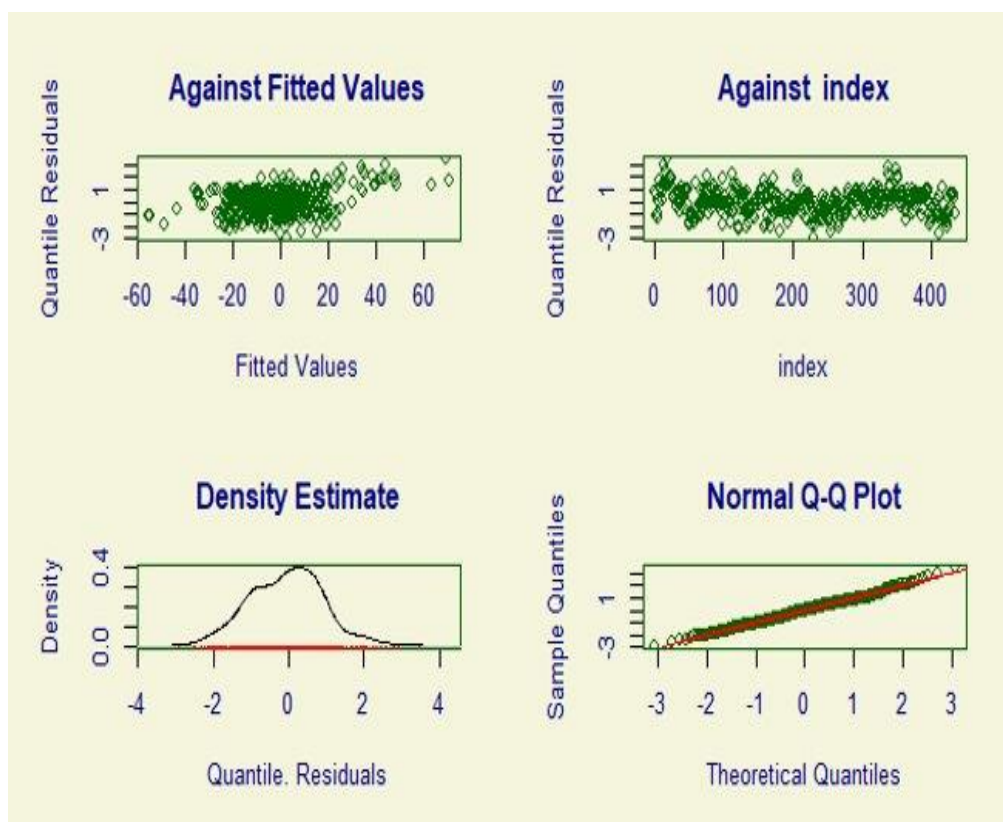 Against Fitted Values
Quantile Residuals
1
-3
-60 -40 -20 0 20 40 60
Fitted Values
Against index
Quantile Residuals
1
-3
0 100 200 300 400
index
Density Estimate
Density
0.4
0.0
-4 -2 0 2 4
Quantile. Residuals
Normal Q-Q Plot
Sample Quantiles
1
-3
-3 -2 -1 0 1 2 3
Theoretical Quantiles